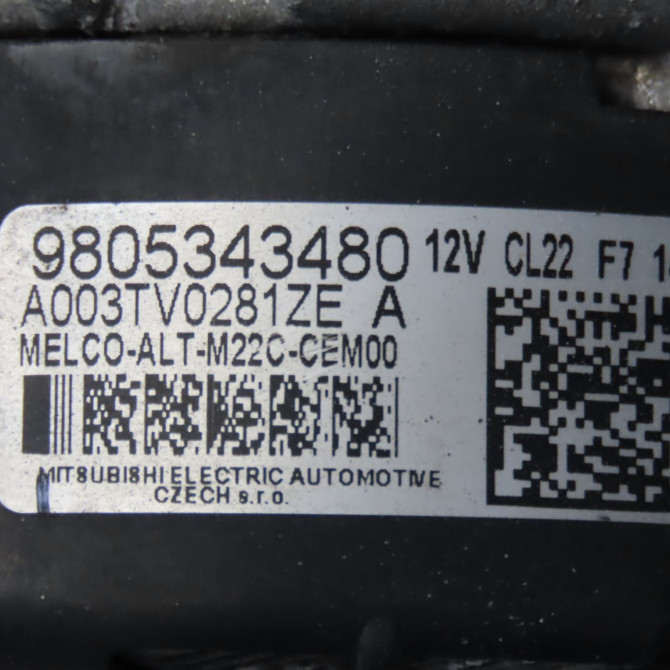 9805343480 12V CL22 F7
A003TV0281ZE A
MELCO-ALT-M22C-CEM00
MITSUBISHI ELECTRIC AUTOMOTIVE
CZECH s.r.o.